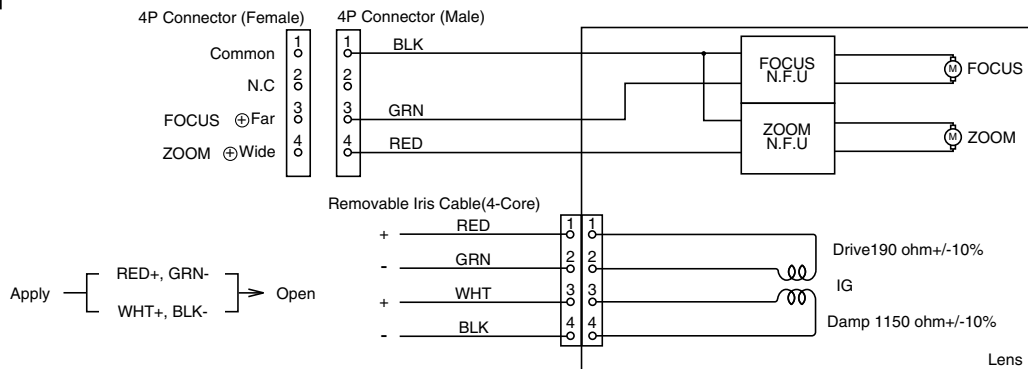 4P Connector (Female)
4P Connector (Male)
Common 1 1 BLK
N.C 2 2
FOCUS ⊕Far 3 3 GRN
ZOOM ⊕Wide 4 4 RED
FOCUS
N.F.U
M FOCUS
ZOOM
N.F.U
M ZOOM
Removable Iris Cable(4-Core)
+ RED 1 1
- GRN 2 2
+ WHT 3 3
- BLK 4 4
Drive190 ohm+/-10%
IG
Damp 1150 ohm+/-10%
Apply
RED+, GRN-
WHT+, BLK-
Open
Lens